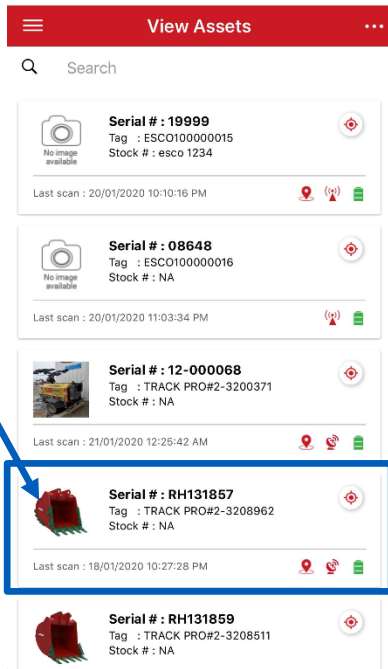 View Assets
Search
No image
available
Serial # : 19999
Tag : ESCO100000015
Stock # : esco 1234
Last scan : 20/01/2020 10:10:16 PM
No image
available
Serial # : 08648
Tag : ESCO100000016
Stock # : NA
Last scan : 20/01/2020 11:03:34 PM
Serial # : 12-000068
Tag : TRACK PRO#2-3200371
Stock # : NA
Last scan : 21/01/2020 12:25:42 AM
Serial # : RH131857
Tag : TRACK PRO#2-3208962
Stock # : NA
Last scan : 18/01/2020 10:27:28 PM
Serial # : RH131859
Tag : TRACK PRO#2-3208511
Stock # : NA